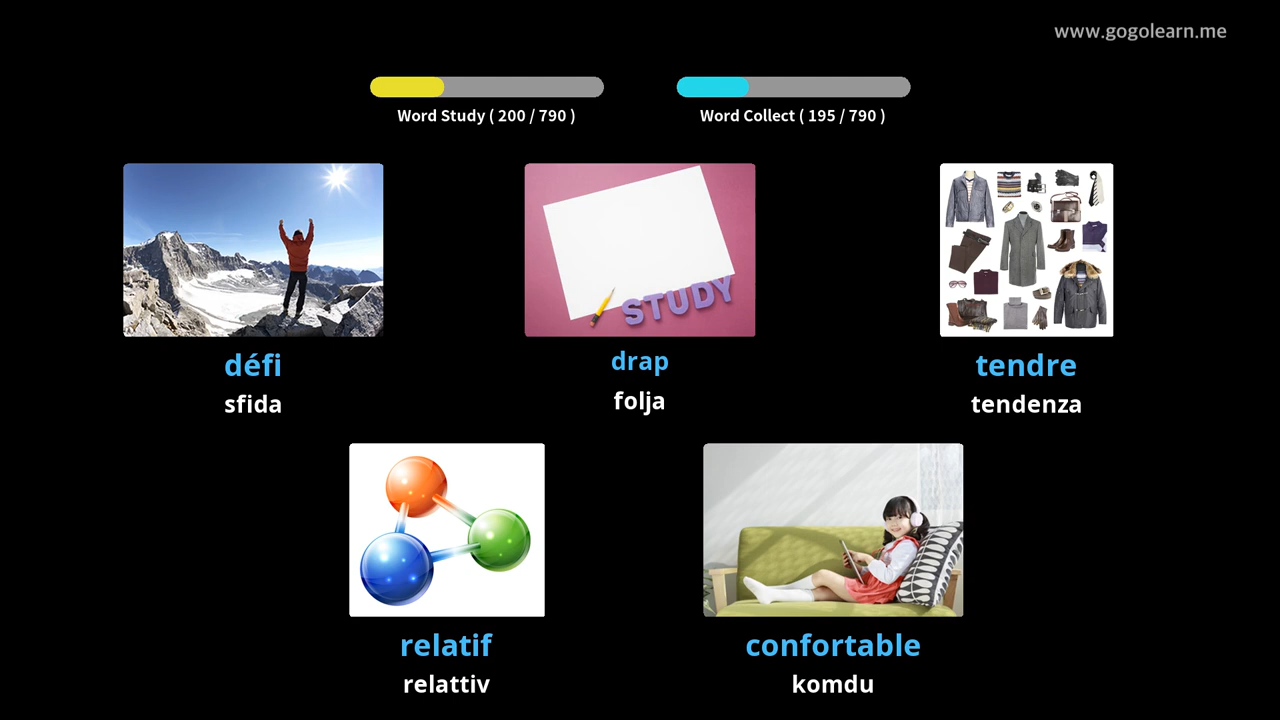 www.gogolearn.me
Word Study ( 200 / 790 )
Word Collect ( 195 / 790 )
STUDY
défi
drap
tendre
sfida
folja
tendenza
relatif
confortable
relattiv
komdu